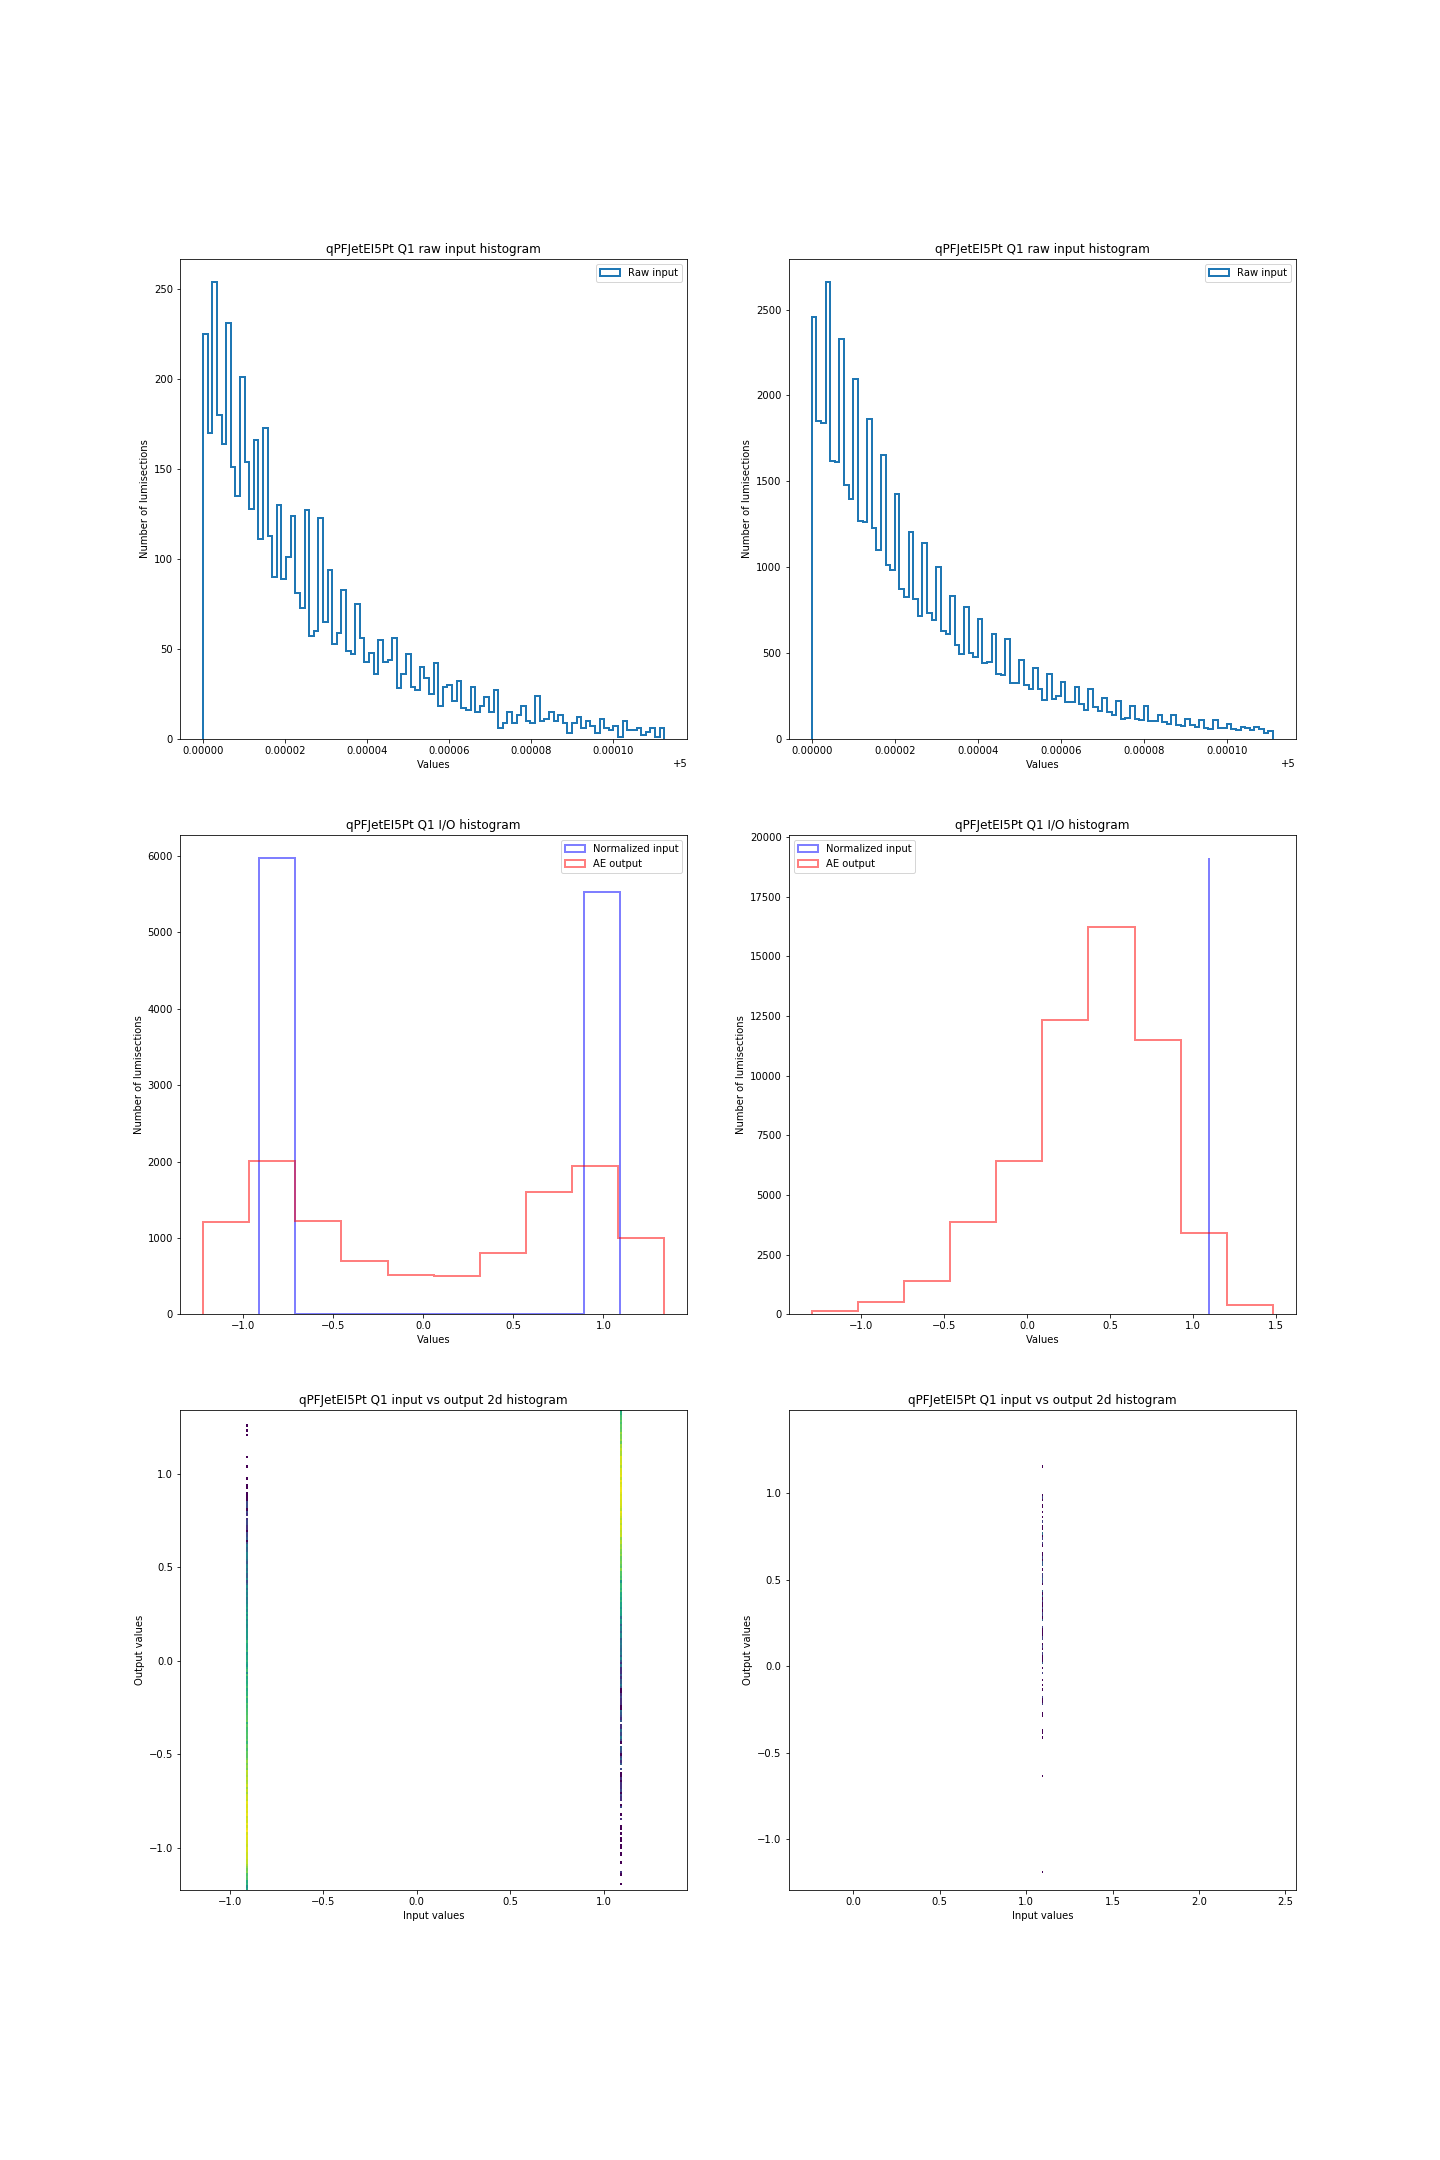 qPFJetEI5Pt Q1 raw input histogram
Raw input
250
200
150
100
50
0
Number of lumisections
0.00000 0.00002 0.00004 0.00006 0.00008 0.00010
+5
Values
qPFJetEI5Pt Q1 raw input histogram
Raw input
2500
2000
1500
1000
500
0
Number of lumisections
0.00000 0.00002 0.00004 0.00006 0.00008 0.00010
+5
Values
qPFJetEI5Pt Q1 I/O histogram
Normalized input
AE output
6000
5000
4000
3000
2000
1000
0
Number of lumisections
−1.0 −0.5 0.0 0.5 1.0
Values
qPFJetEI5Pt Q1 I/O histogram
Normalized input
AE output
20000
17500
15000
12500
10000
7500
5000
2500
0
Number of lumisections
−1.0 −0.5 0.0 0.5 1.0 1.5
Values
qPFJetEI5Pt Q1 input vs output 2d histogram
1.0
0.5
0.0
−0.5
−1.0
Output values
−1.0 −0.5 0.0 0.5 1.0
Input values
qPFJetEI5Pt Q1 input vs output 2d histogram
1.0
0.5
0.0
−0.5
−1.0
Output values
0.0 0.5 1.0 1.5 2.0 2.5
Input values